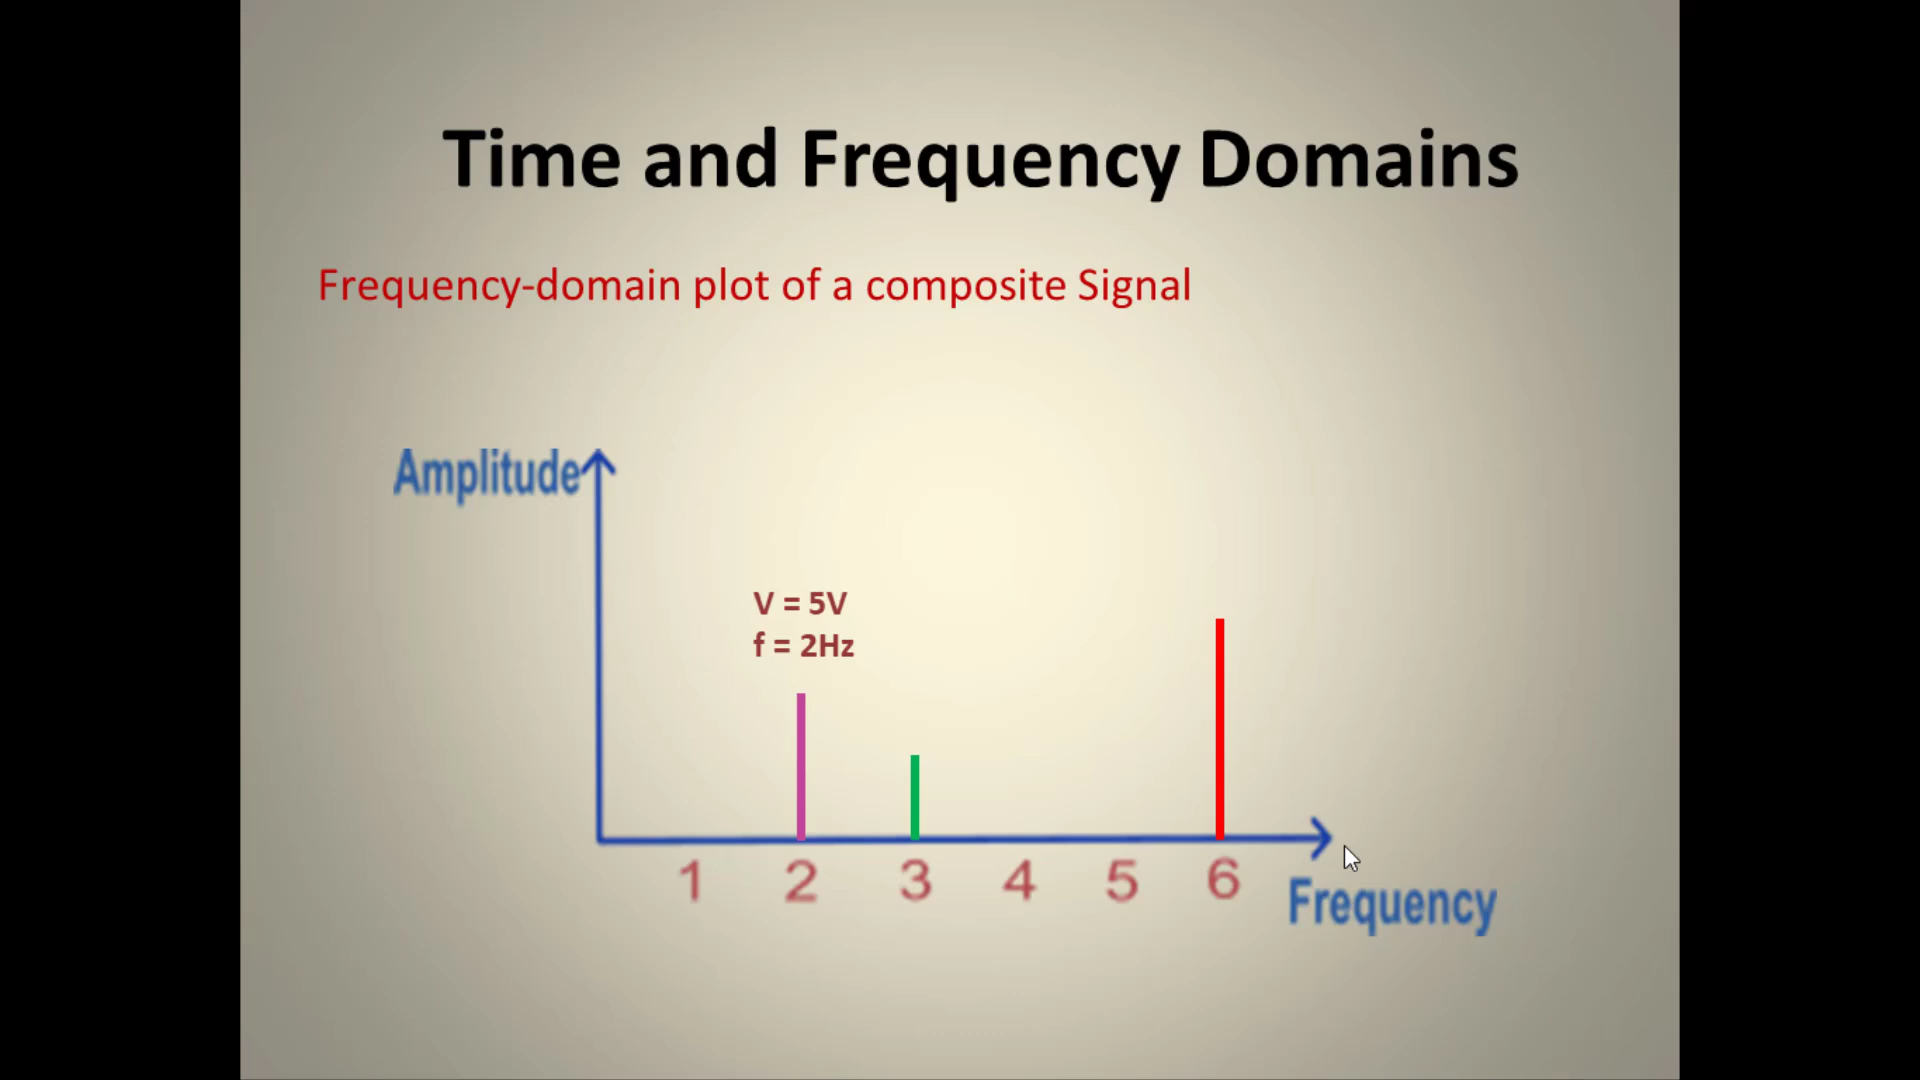 Time and Frequency Domains
Frequency-domain plot of a composite Signal
Amplitude
V = 5V
f = 2Hz
1 2 3 4 5 6
Frequency